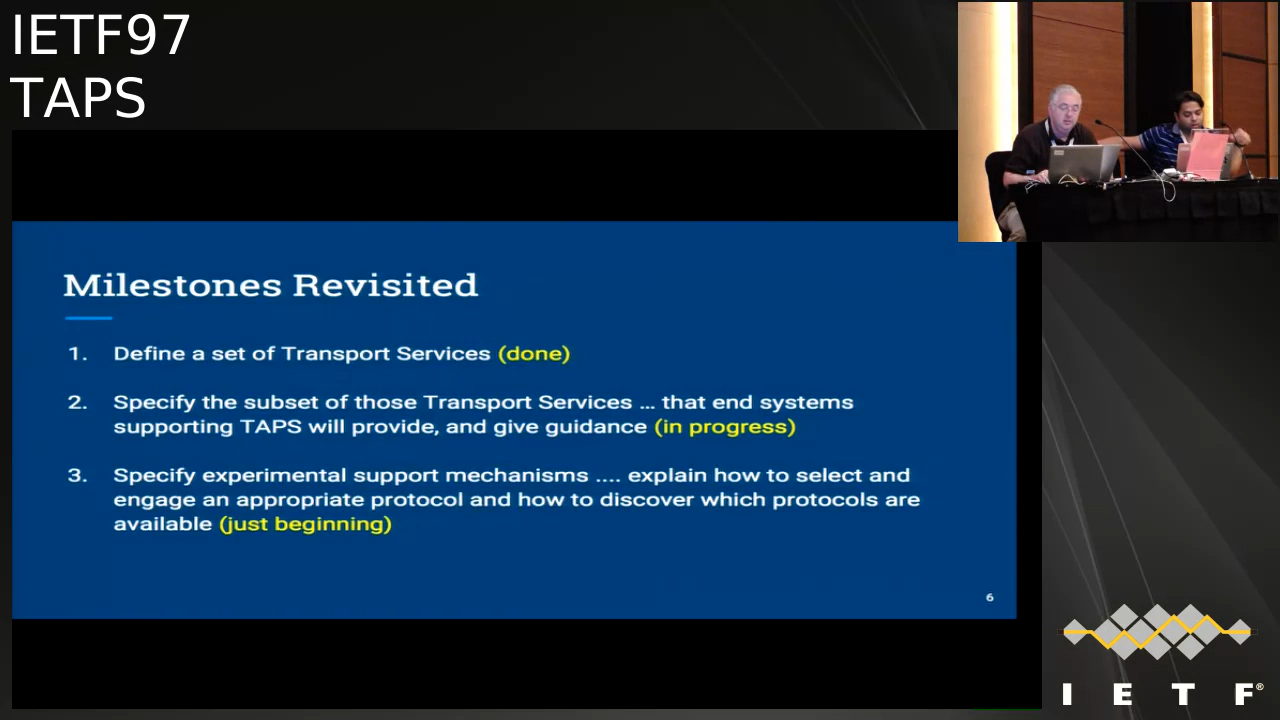 IETF97
TAPS
Milestones Revisited
1. Define a set of Transport Services (done)
2. Specify the subset of those Transport Services ... that end systems
supporting TAPS will provide, and give guidance (in progress)
3. Specify experimental support mechanisms .... explain how to select and
engage an appropriate protocol and how to discover which protocols are
available (just beginning)
6
I E T F®